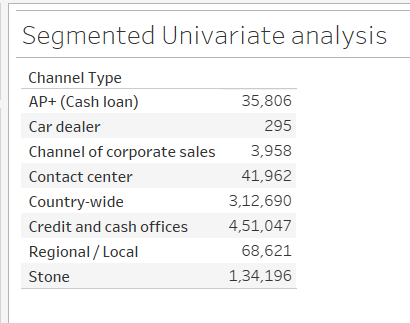 Segmented Univariate analysis
Channel Type
AP+ (Cash loan) 35,806
Car dealer 295
Channel of corporate sales 3,958
Contact center 41,962
Country-wide 3,12,690
Credit and cash offices 4,51,047
Regional / Local 68,621
Stone 1,34,196